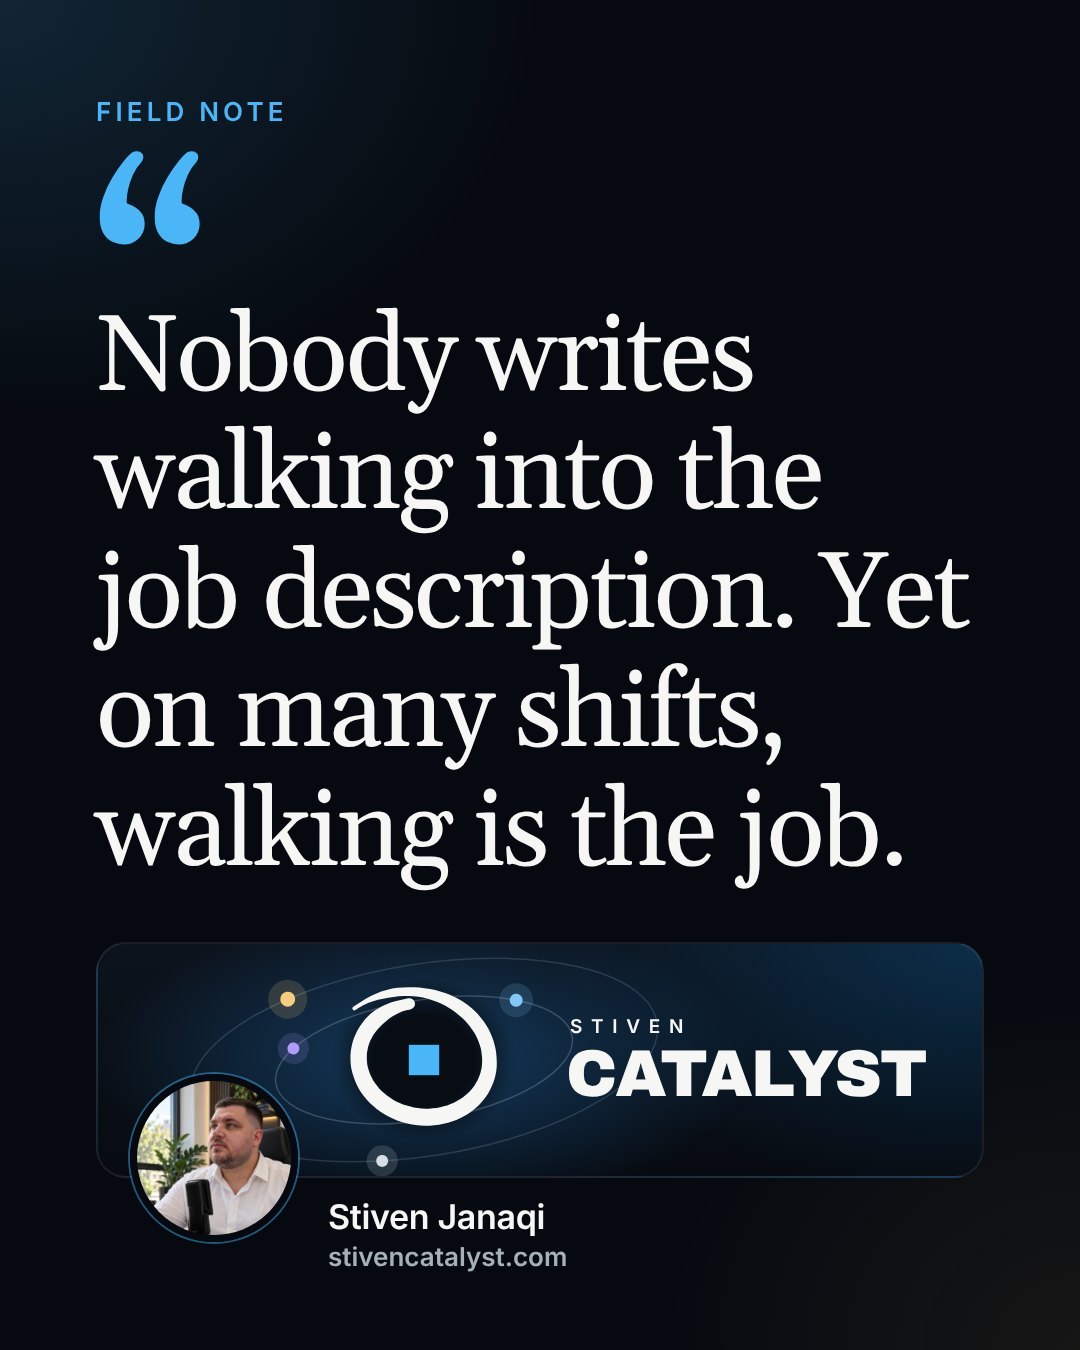 FIELD NOTE
“
Nobody writes
walking into the
job description. Yet
on many shifts,
walking is the job.
STIVEN
CATALYST
Stiven Janaqi
stivencatalyst.com